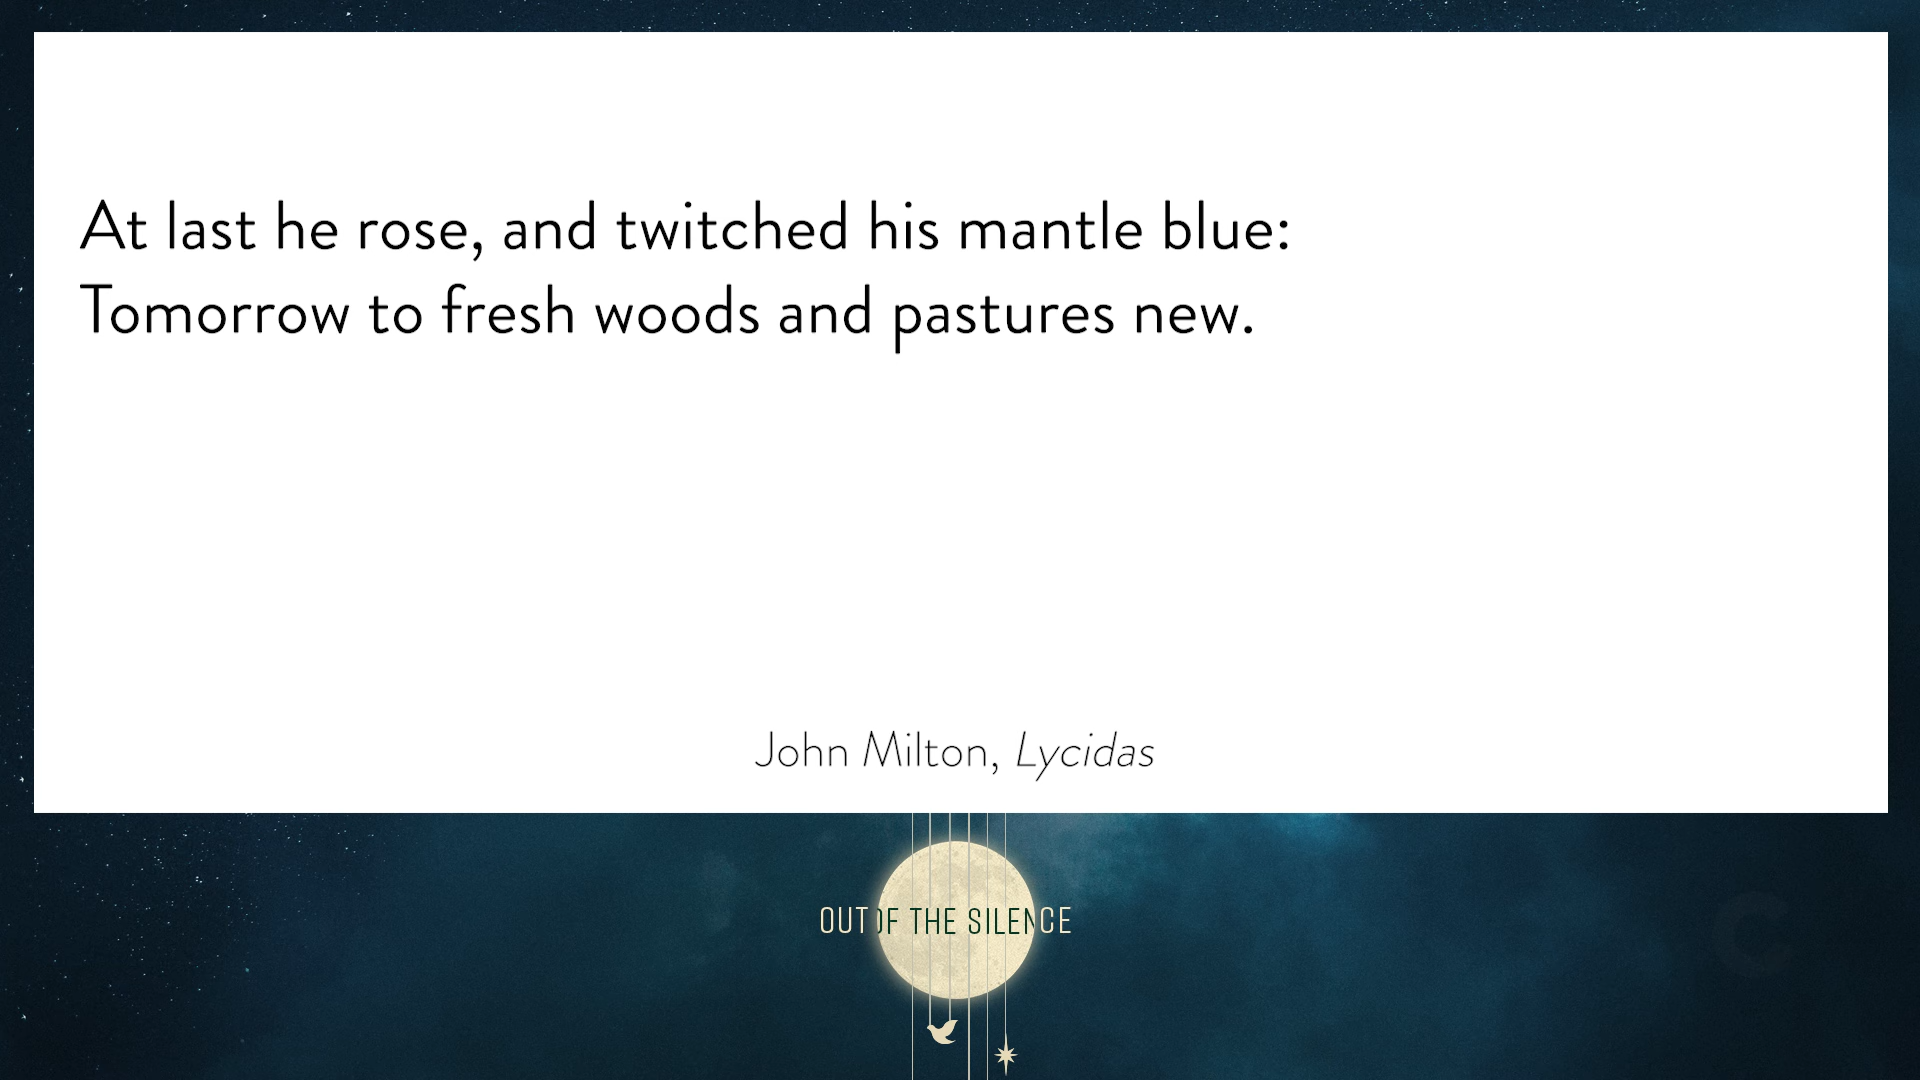 At last he rose, and twitched his mantle blue:
Tomorrow to fresh woods and pastures new.
John Milton, Lycidas
OUT OF THE SILENCE